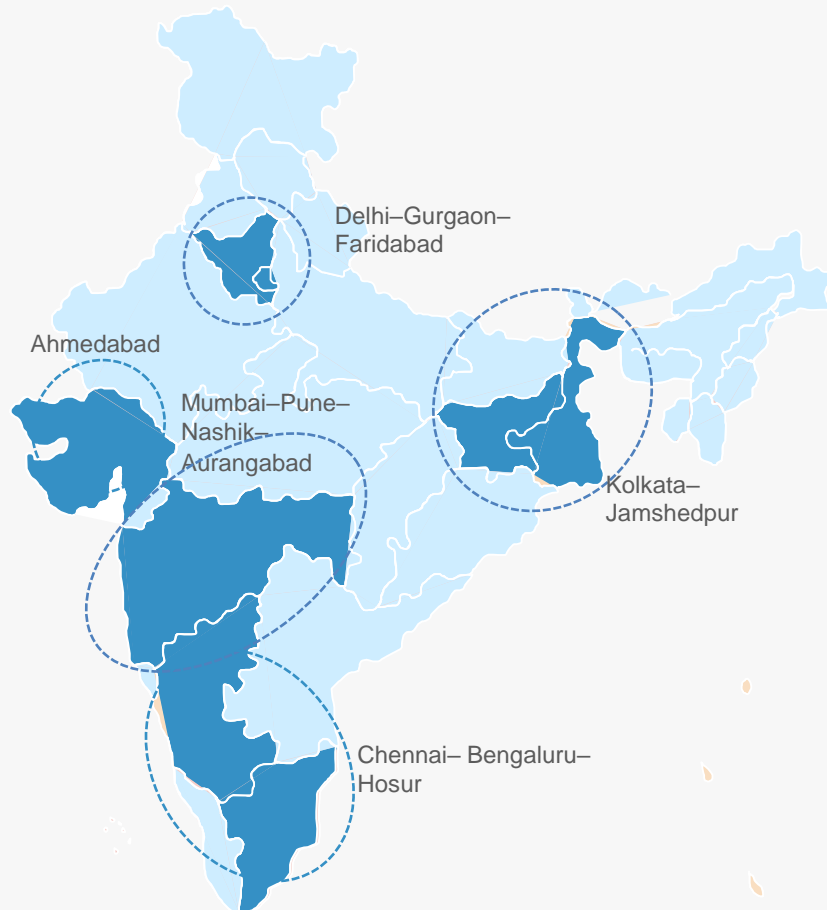 Delhi–Gurgaon–
Faridabad
Ahmedabad
Mumbai–Pune–
Nashik–
Aurangabad
Kolkata–
Jamshedpur
Chennai– Bengaluru–
Hosur